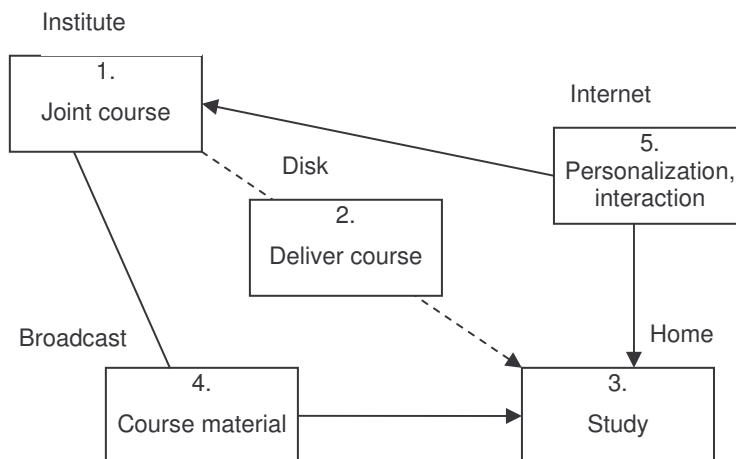 Institute
1.
Joint course
Internet
5.
Personalization,
interaction
Disk
2.
Deliver course
Broadcast
Home
4.
Course material
3.
Study